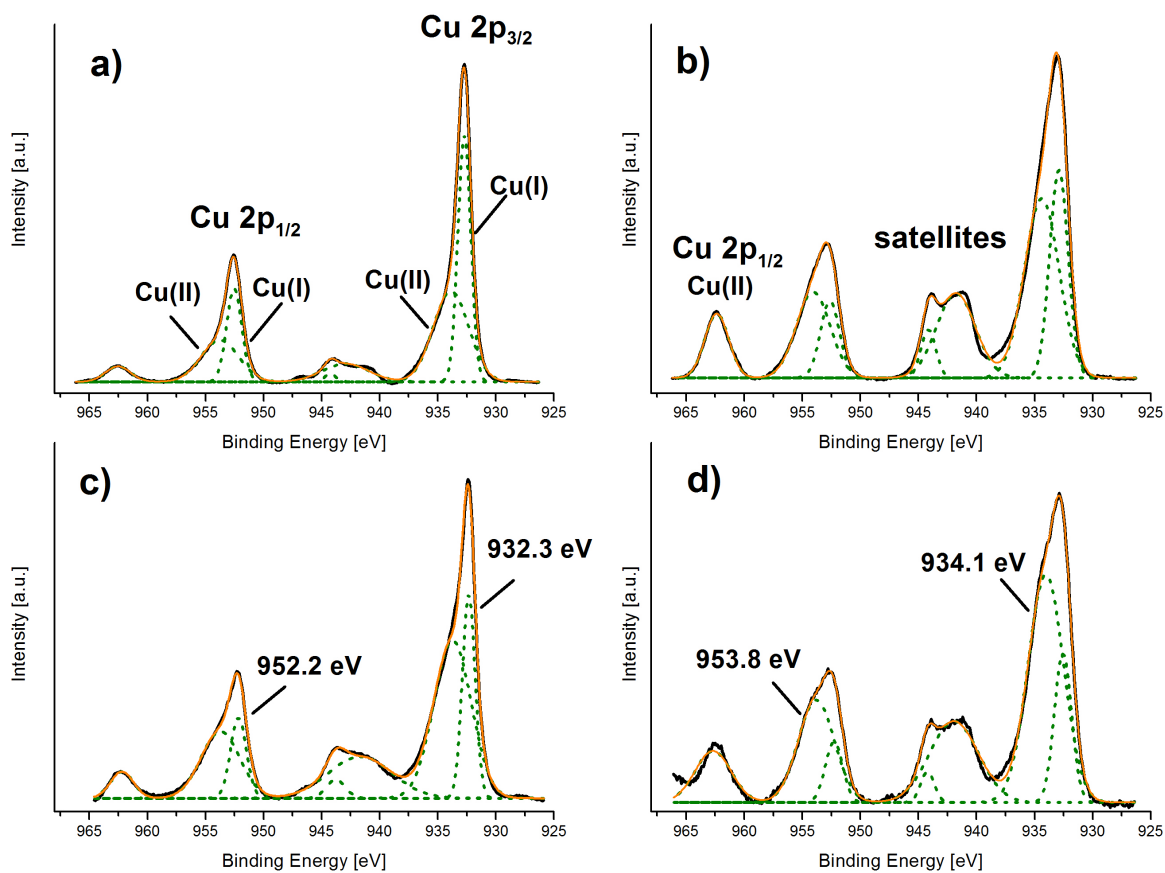 a)
Cu 2p3/2
Cu 2p1/2
Cu(II)
Cu(I)
Cu(II)
Cu(I)
Intensity [a.u.]
965 960 955 950 945 940 935 930 925
Binding Energy [eV]
b)
satellites
Cu 2p1/2
Cu(II)
Intensity [a.u.]
965 960 955 950 945 940 935 930 925
Binding Energy [eV]
c)
932.3 eV
952.2 eV
Intensity [a.u.]
965 960 955 950 945 940 935 930 925
Binding Energy [eV]
d)
934.1 eV
953.8 eV
Intensity [a.u.]
965 960 955 950 945 940 935 930 925
Binding Energy [eV]